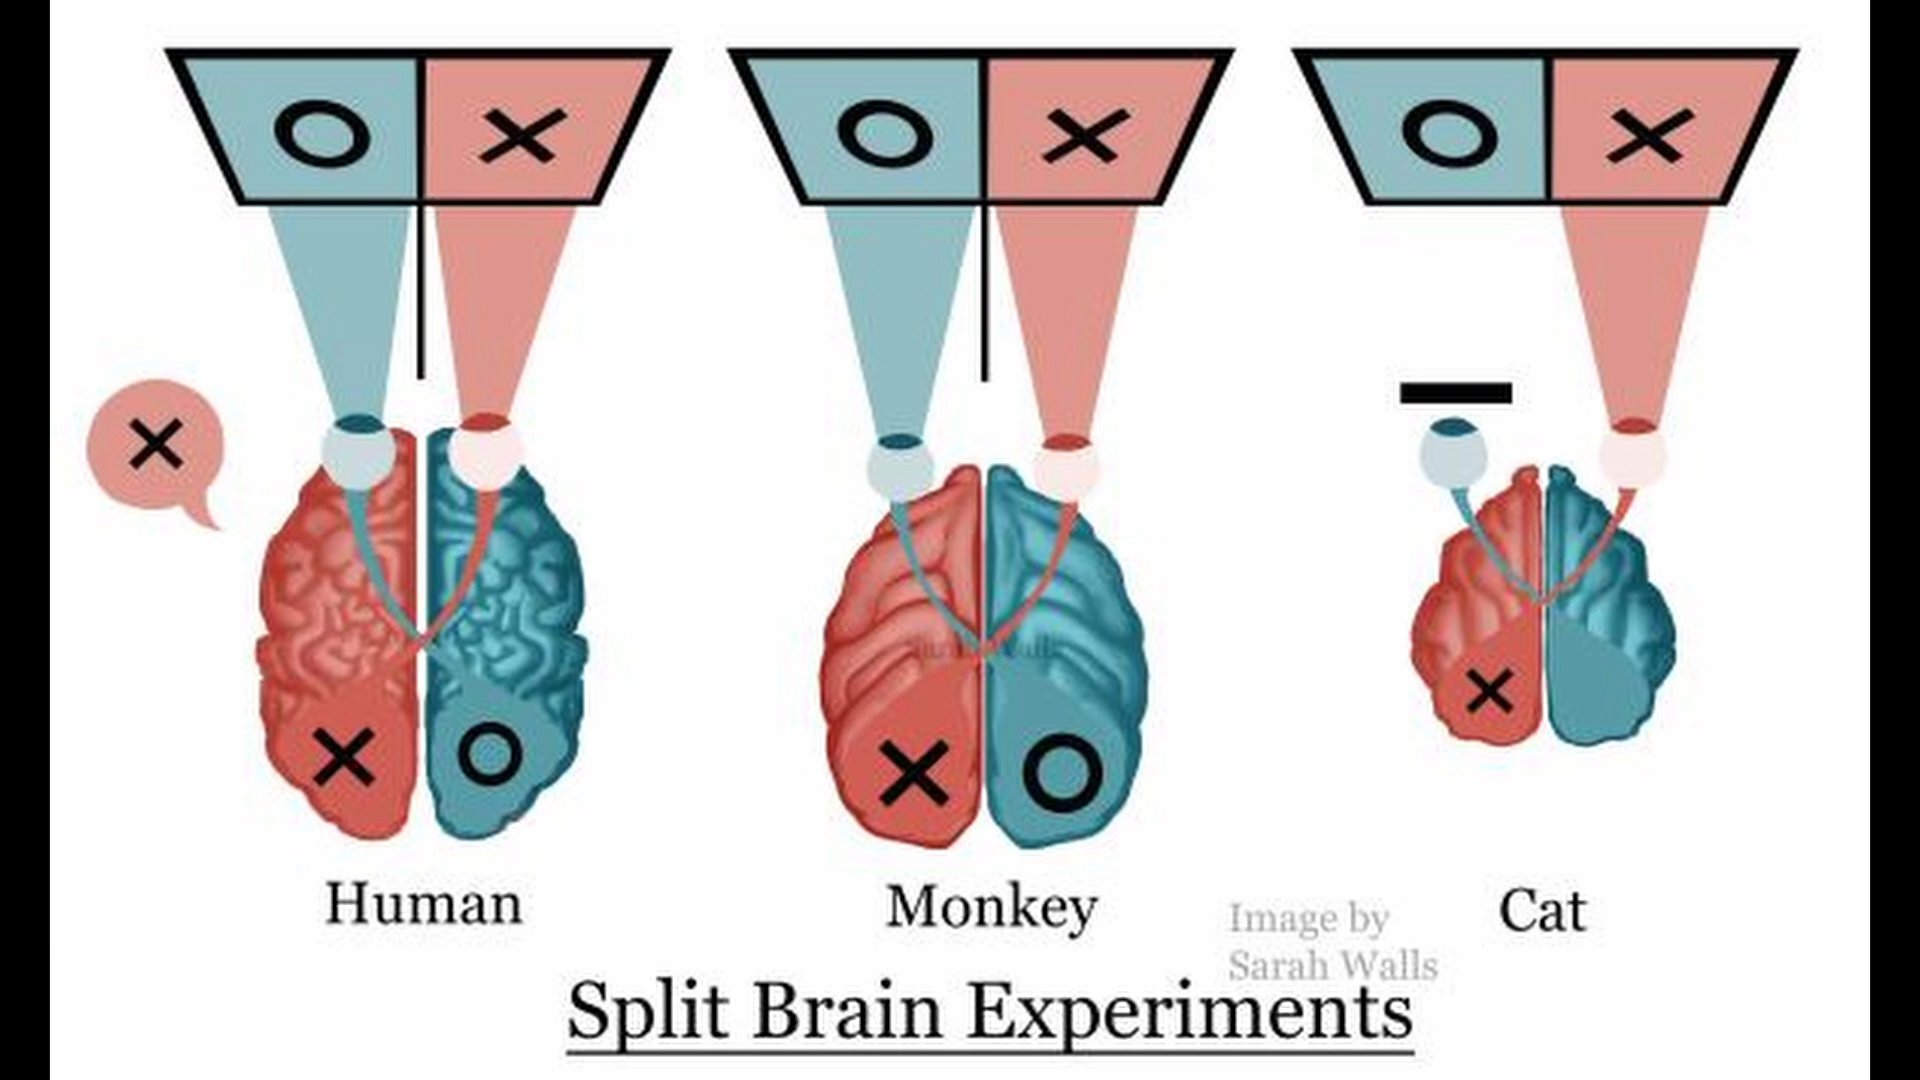 Human
Monkey
Cat
Image by
Sarah Walls
Split Brain Experiments